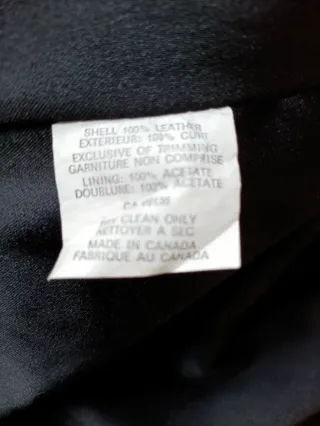 SHELL 100% LEATHER
EXTERIEUR: 100% CUIR
EXCLUSIVE OF TRIMMING
GARNITURE NON COMPRISE
LINING: 100% ACETATE
DOUBLURE: 100% ACETATE
CA
CLEAN ONLY
NETTOYER A SEC
MADE IN CANADA
FABRIQUE AU CANADA